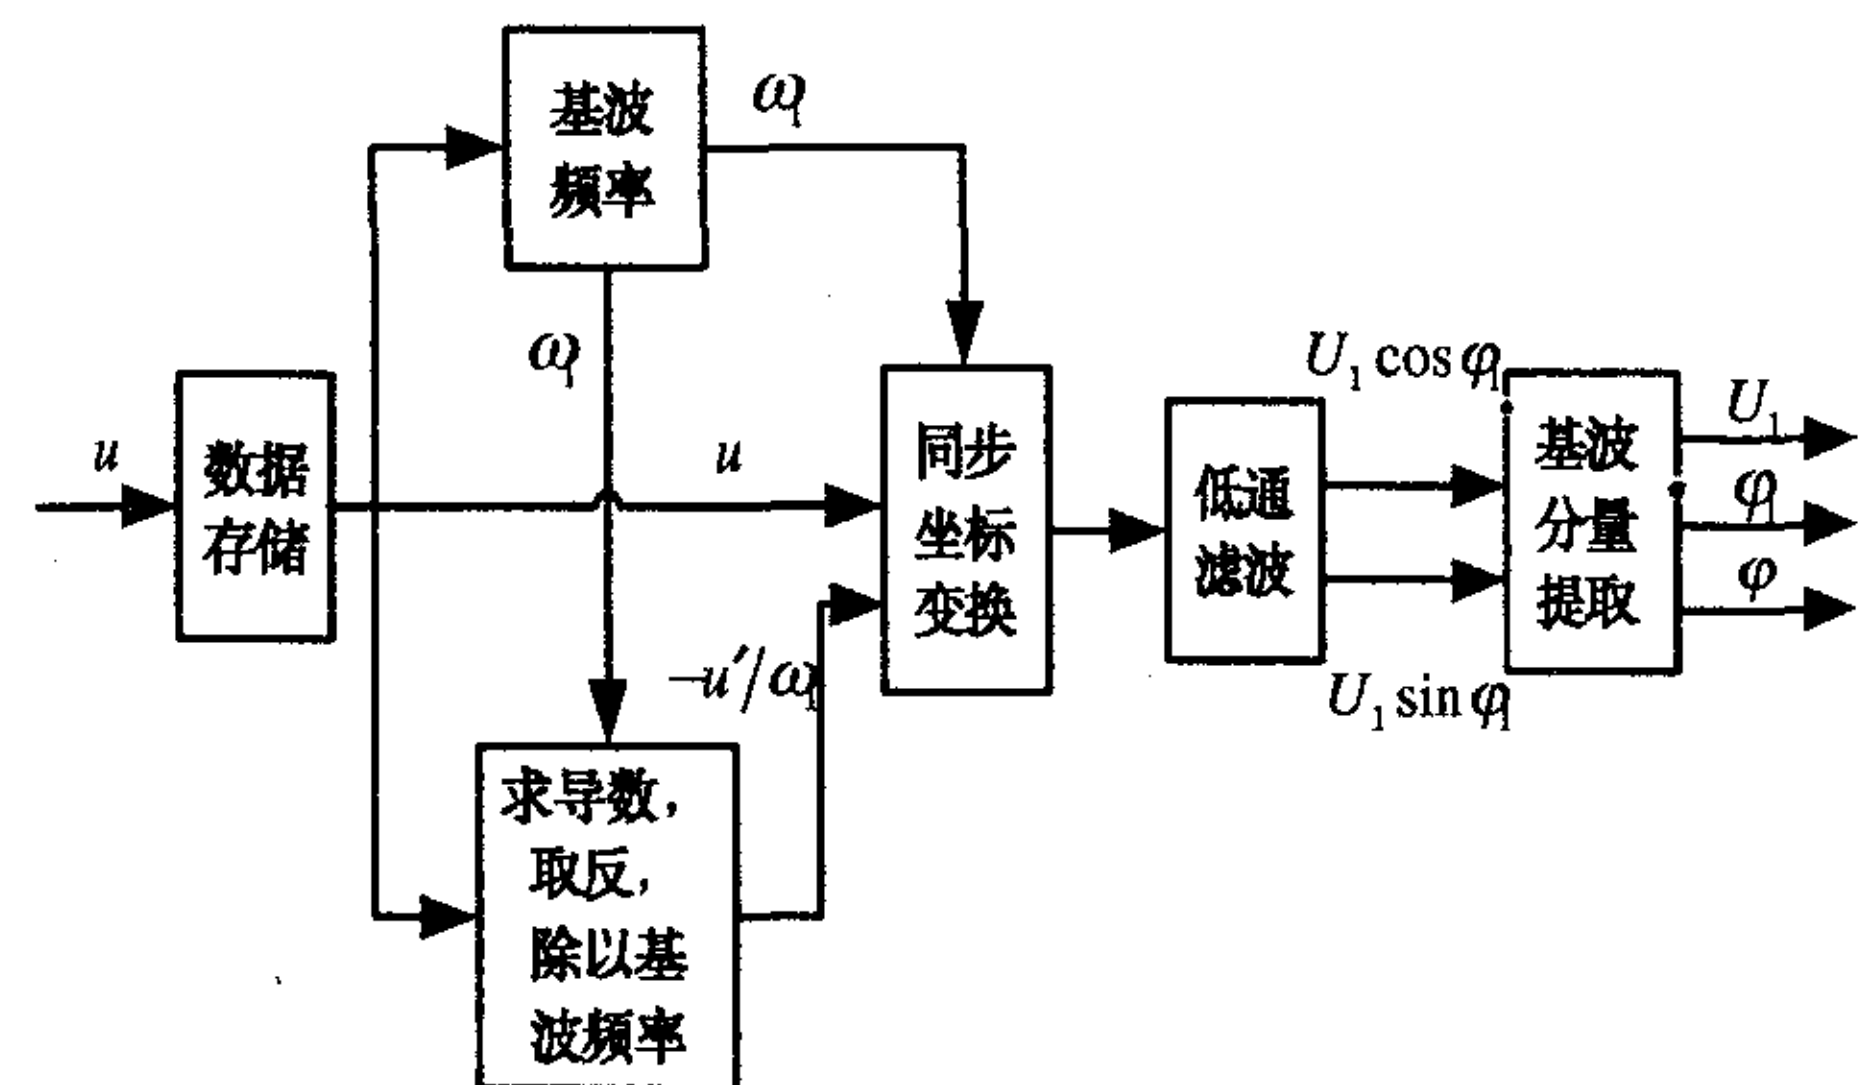 基波
频率
ω₁
ω₁
u
数据
存储
u
-u′/ω₁
求导数，
取反，
除以基
波频率
同步
坐标
变换
低通
滤波
U₁ cos φ₁
U₁ sin φ₁
基波
分量
提取
U₁
φ₁
φ